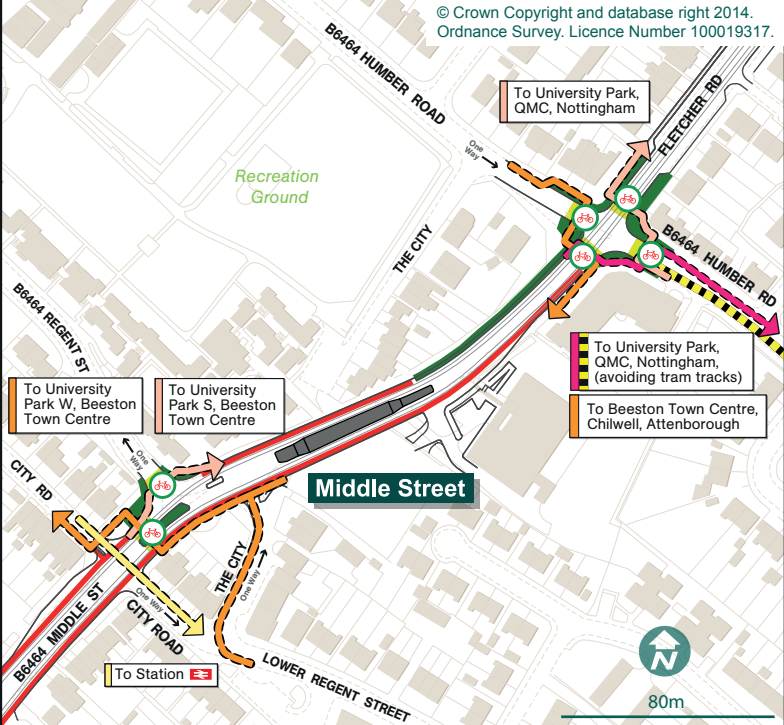 © Crown Copyright and database right 2014.
Ordnance Survey. Licence Number 100019317.
B6464 HUMBER ROAD
To University Park,
QMC, Nottingham
FLETCHER RD
One
Way
Recreation
Ground
THE CITY
B6464 HUMBER RD
B6464 REGENT ST
To University Park,
QMC, Nottingham,
(avoiding tram tracks)
To University
Park W, Beeston
Town Centre
To University
Park S, Beeston
Town Centre
To Beeston Town Centre,
Chilwell, Attenborough
One
Way
CITY RD
Middle Street
THE CITY
One Way
One Way
B6464 MIDDLE ST
CITY ROAD
To Station
LOWER REGENT STREET
N
80m